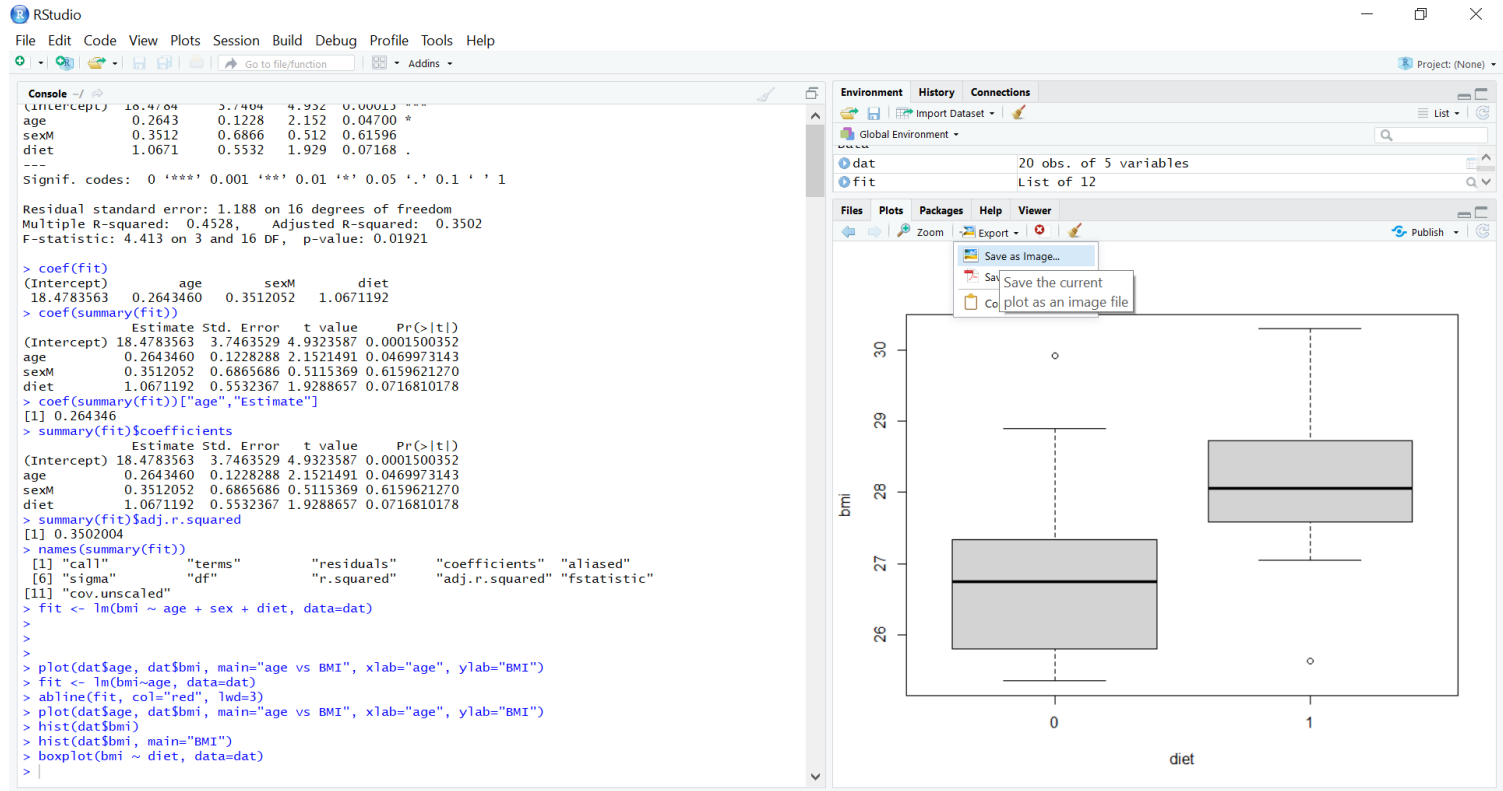 RStudio
File Edit Code View Plots Session Build Debug Profile Tools Help
Go to file/function Addins Project: (None)
Console ~/
(Intercept) 18.4784 3.7464 4.932 0.00015 ***
age 0.2643 0.1228 2.152 0.04700 *
sexM 0.3512 0.6866 0.512 0.61596
diet 1.0671 0.5532 1.929 0.07168 .
---
Signif. codes: 0 ‘***’ 0.001 ‘**’ 0.01 ‘*’ 0.05 ‘.’ 0.1 ‘ ’ 1
Residual standard error: 1.188 on 16 degrees of freedom
Multiple R-squared: 0.4528, Adjusted R-squared: 0.3502
F-statistic: 4.413 on 3 and 16 DF, p-value: 0.01921
> coef(fit)
(Intercept) age sexM diet
18.4783563 0.2643460 0.3512052 1.0671192
> coef(summary(fit))
Estimate Std. Error t value Pr(>|t|)
(Intercept) 18.4783563 3.7463529 4.9323587 0.0001500352
age 0.2643460 0.1228288 2.1521491 0.0469973143
sexM 0.3512052 0.6865686 0.5115369 0.6159621270
diet 1.0671192 0.5532367 1.9288657 0.0716810178
> coef(summary(fit))["age","Estimate"]
[1] 0.264346
> summary(fit)$coefficients
Estimate Std. Error t value Pr(>|t|)
(Intercept) 18.4783563 3.7463529 4.9323587 0.0001500352
age 0.2643460 0.1228288 2.1521491 0.0469973143
sexM 0.3512052 0.6865686 0.5115369 0.6159621270
diet 1.0671192 0.5532367 1.9288657 0.0716810178
> summary(fit)$adj.r.squared
[1] 0.3502004
> names(summary(fit))
[1] "call" "terms" "residuals" "coefficients" "aliased"
[6] "sigma" "df" "r.squared" "adj.r.squared" "fstatistic"
[11] "cov.unscaled"
> fit <- lm(bmi ~ age + sex + diet, data=dat)
>
>
>
> plot(dat$age, dat$bmi, main="age vs BMI", xlab="age", ylab="BMI")
> fit <- lm(bmi~age, data=dat)
> abline(fit, col="red", lwd=3)
> plot(dat$age, dat$bmi, main="age vs BMI", xlab="age", ylab="BMI")
> hist(dat$bmi)
> hist(dat$bmi, main="BMI")
> boxplot(bmi ~ diet, data=dat)
>
Environment History Connections
Import Dataset List
Global Environment
Data
dat 20 obs. of 5 variables
fit List of 12
Files Plots Packages Help Viewer
Zoom Export Publish
Save as Image...
Sav
Co
Save the current
plot as an image file
30
29
28
27
26
bmi
0 1
diet